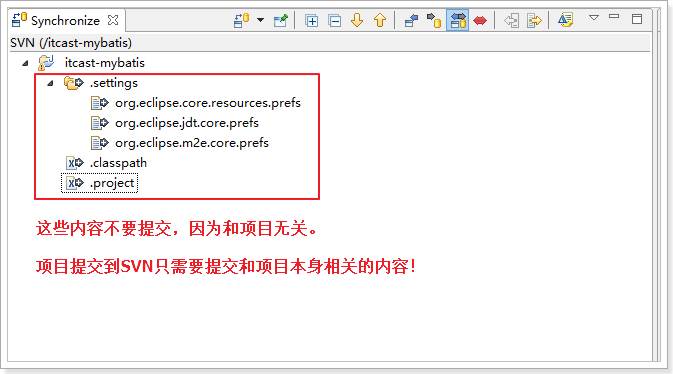 Synchronize
SVN (/itcast-mybatis)
itcast-mybatis
.settings
org.eclipse.core.resources.prefs
org.eclipse.jdt.core.prefs
org.eclipse.m2e.core.prefs
.classpath
.project
这些内容不要提交，因为和项目无关。
项目提交到SVN只需要提交和项目本身相关的内容！